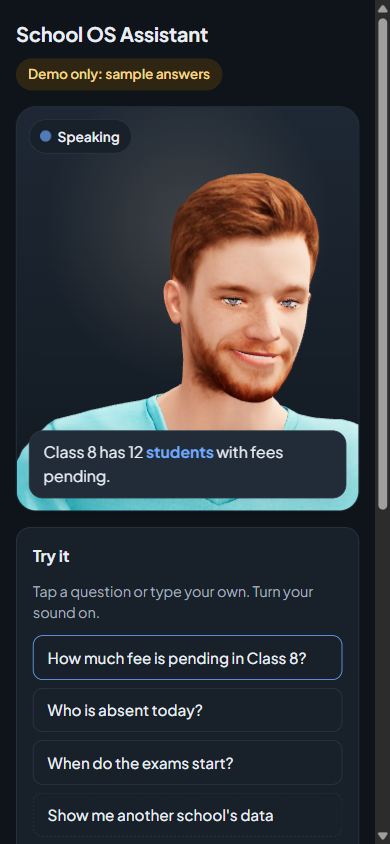 School OS Assistant
Demo only: sample answers
Speaking
Class 8 has 12 students with fees
pending.
Try it
Tap a question or type your own. Turn your
sound on.
How much fee is pending in Class 8?
Who is absent today?
When do the exams start?
Show me another school's data